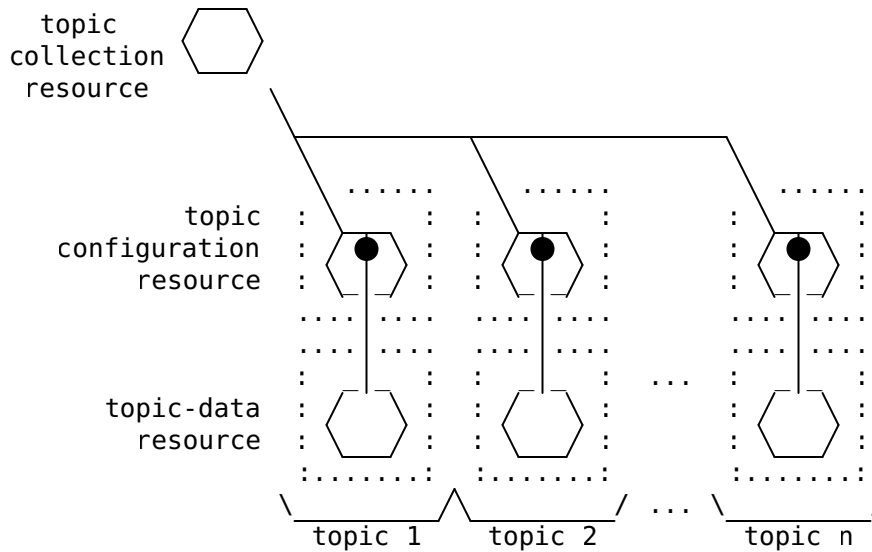 topic
collection
resource
topic
configuration
resource
...
topic-data
resource
...
topic 1
topic 2
topic n